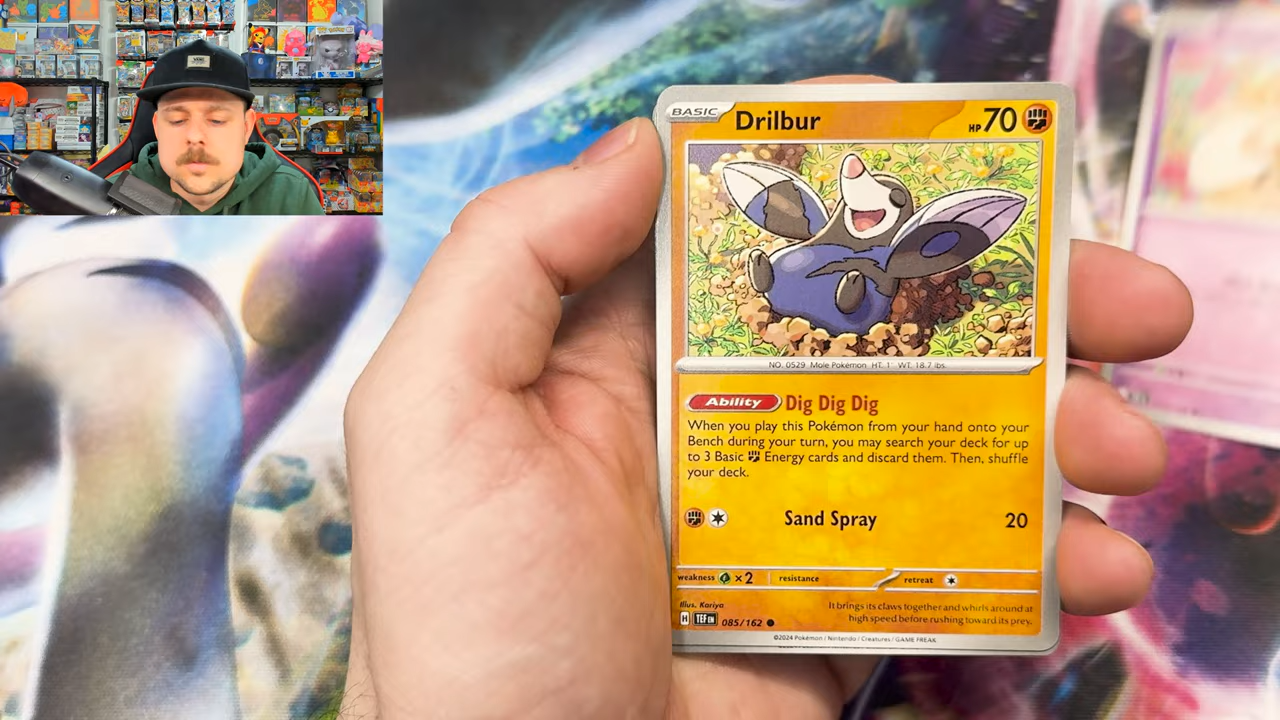 BASIC
Drilbur
HP 70
NO. 0529 Mole Pokémon HT: 1' WT: 18.7 lbs.
Ability Dig Dig Dig
When you play this Pokémon from your hand onto your
Bench during your turn, you may search your deck for up
to 3 Basic Energy cards and discard them. Then, shuffle
your deck.
Sand Spray 20
weakness ×2 resistance retreat
Illus. Kariya
H TEF EN 085/162
It brings its claws together and whirls around at
high speed before rushing toward its prey.
©2024 Pokémon / Nintendo / Creatures / GAME FREAK